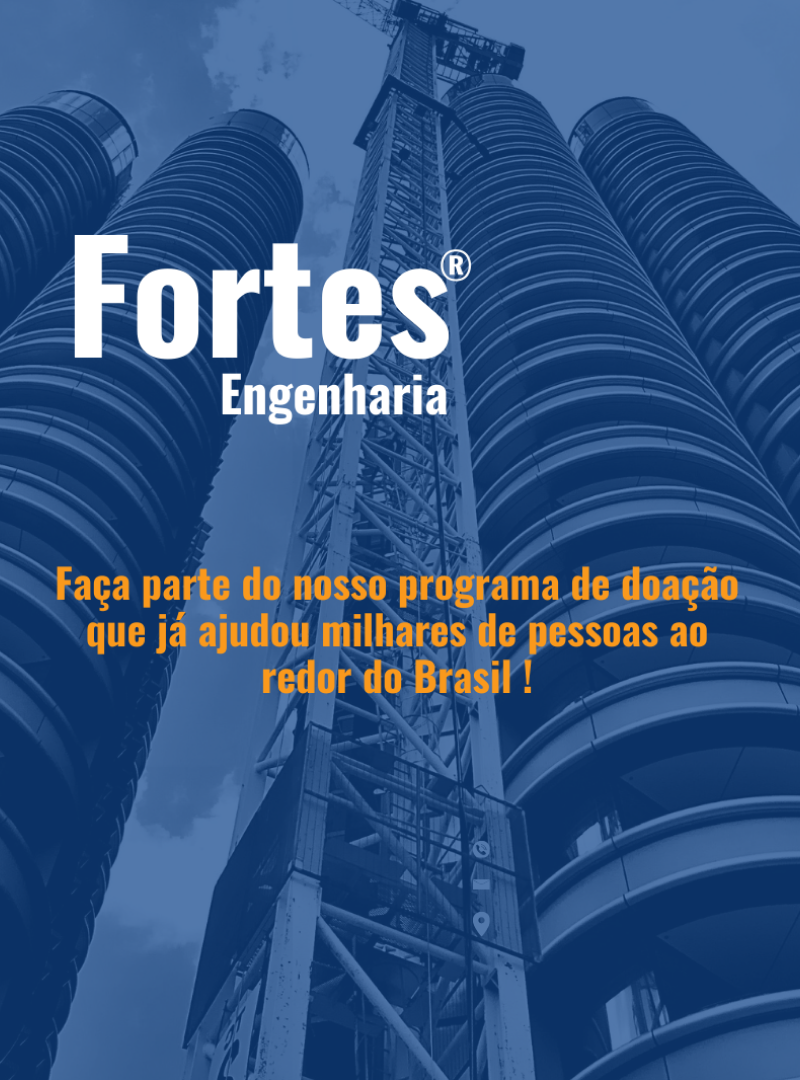 Fortes®
Engenharia
Faça parte do nosso programa de doação
que já ajudou milhares de pessoas ao
redor do Brasil !